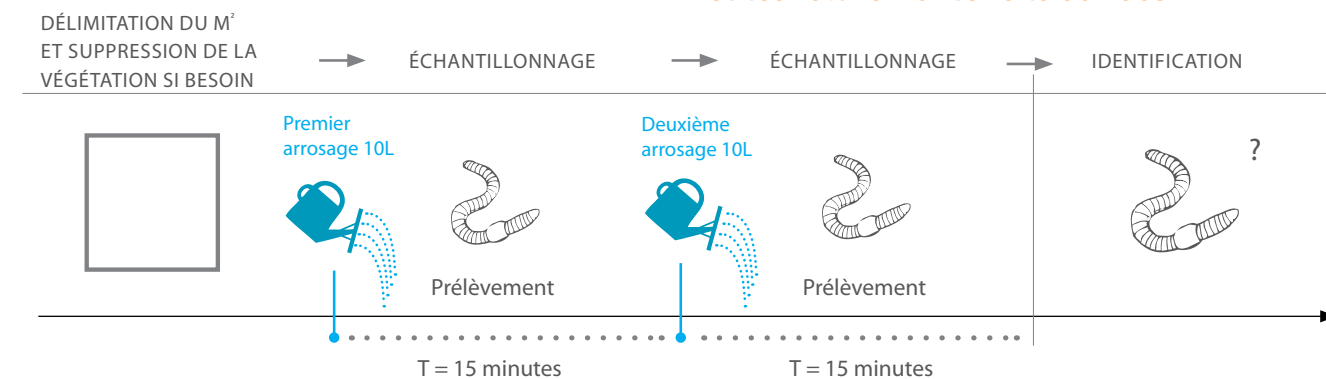 DÉLIMITATION DU M²
ET SUPPRESSION DE LA
VÉGÉTATION SI BESOIN
ÉCHANTILLONNAGE
ÉCHANTILLONNAGE
IDENTIFICATION
Premier
arrosage 10L
Deuxième
arrosage 10L
?
Prélèvement
Prélèvement
T = 15 minutes
T = 15 minutes